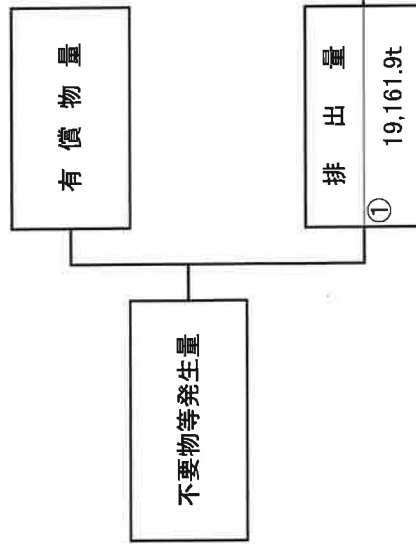 有 償 物 量
不要物等発生量
排 出 量
①
19,161.9t